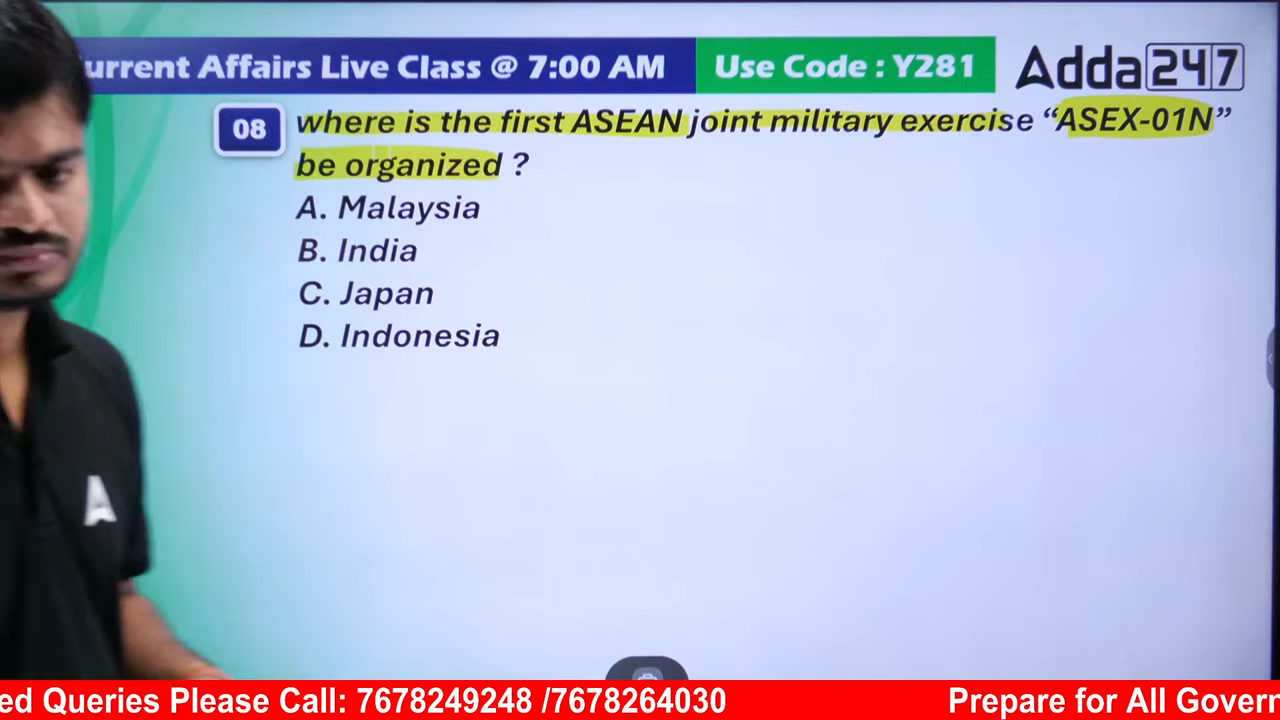 urrent Affairs Live Class @ 7:00 AM
Use Code : Y281
Adda247
08
where is the first ASEAN joint military exercise “ASEX-01N”
be organized ?
A. Malaysia
B. India
C. Japan
D. Indonesia
A
ed Queries Please Call: 7678249248 /7678264030
Prepare for All Govern